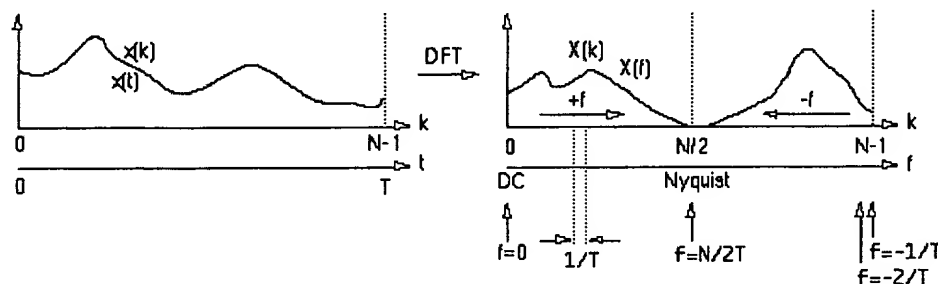 x(k)
x(t)
0
N-1
k
0
T
t
DFT
X(k)
X(f)
+f
-f
0
N/2
N-1
k
DC
Nyquist
f
f=0
1/T
f=N/2T
f=-1/T
f=-2/T